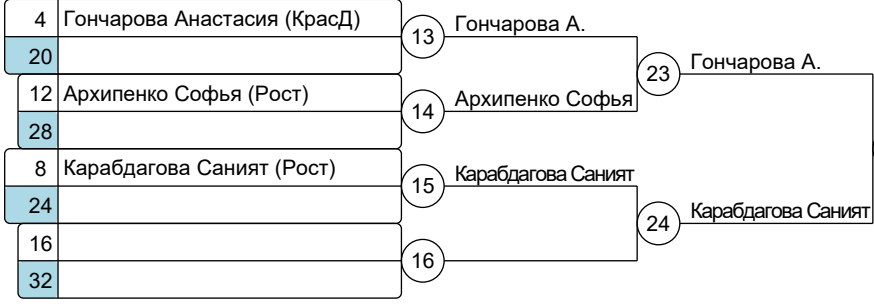 4 Гончарова Анастасия (КрасД)
20
13 Гончарова А.
12 Архипенко Софья (Рост)
28
14 Архипенко Софья
23 Гончарова А.
8 Карабдагова Саният (Рост)
24
15 Карабдагова Саният
16
32
16
24 Карабдагова Саният